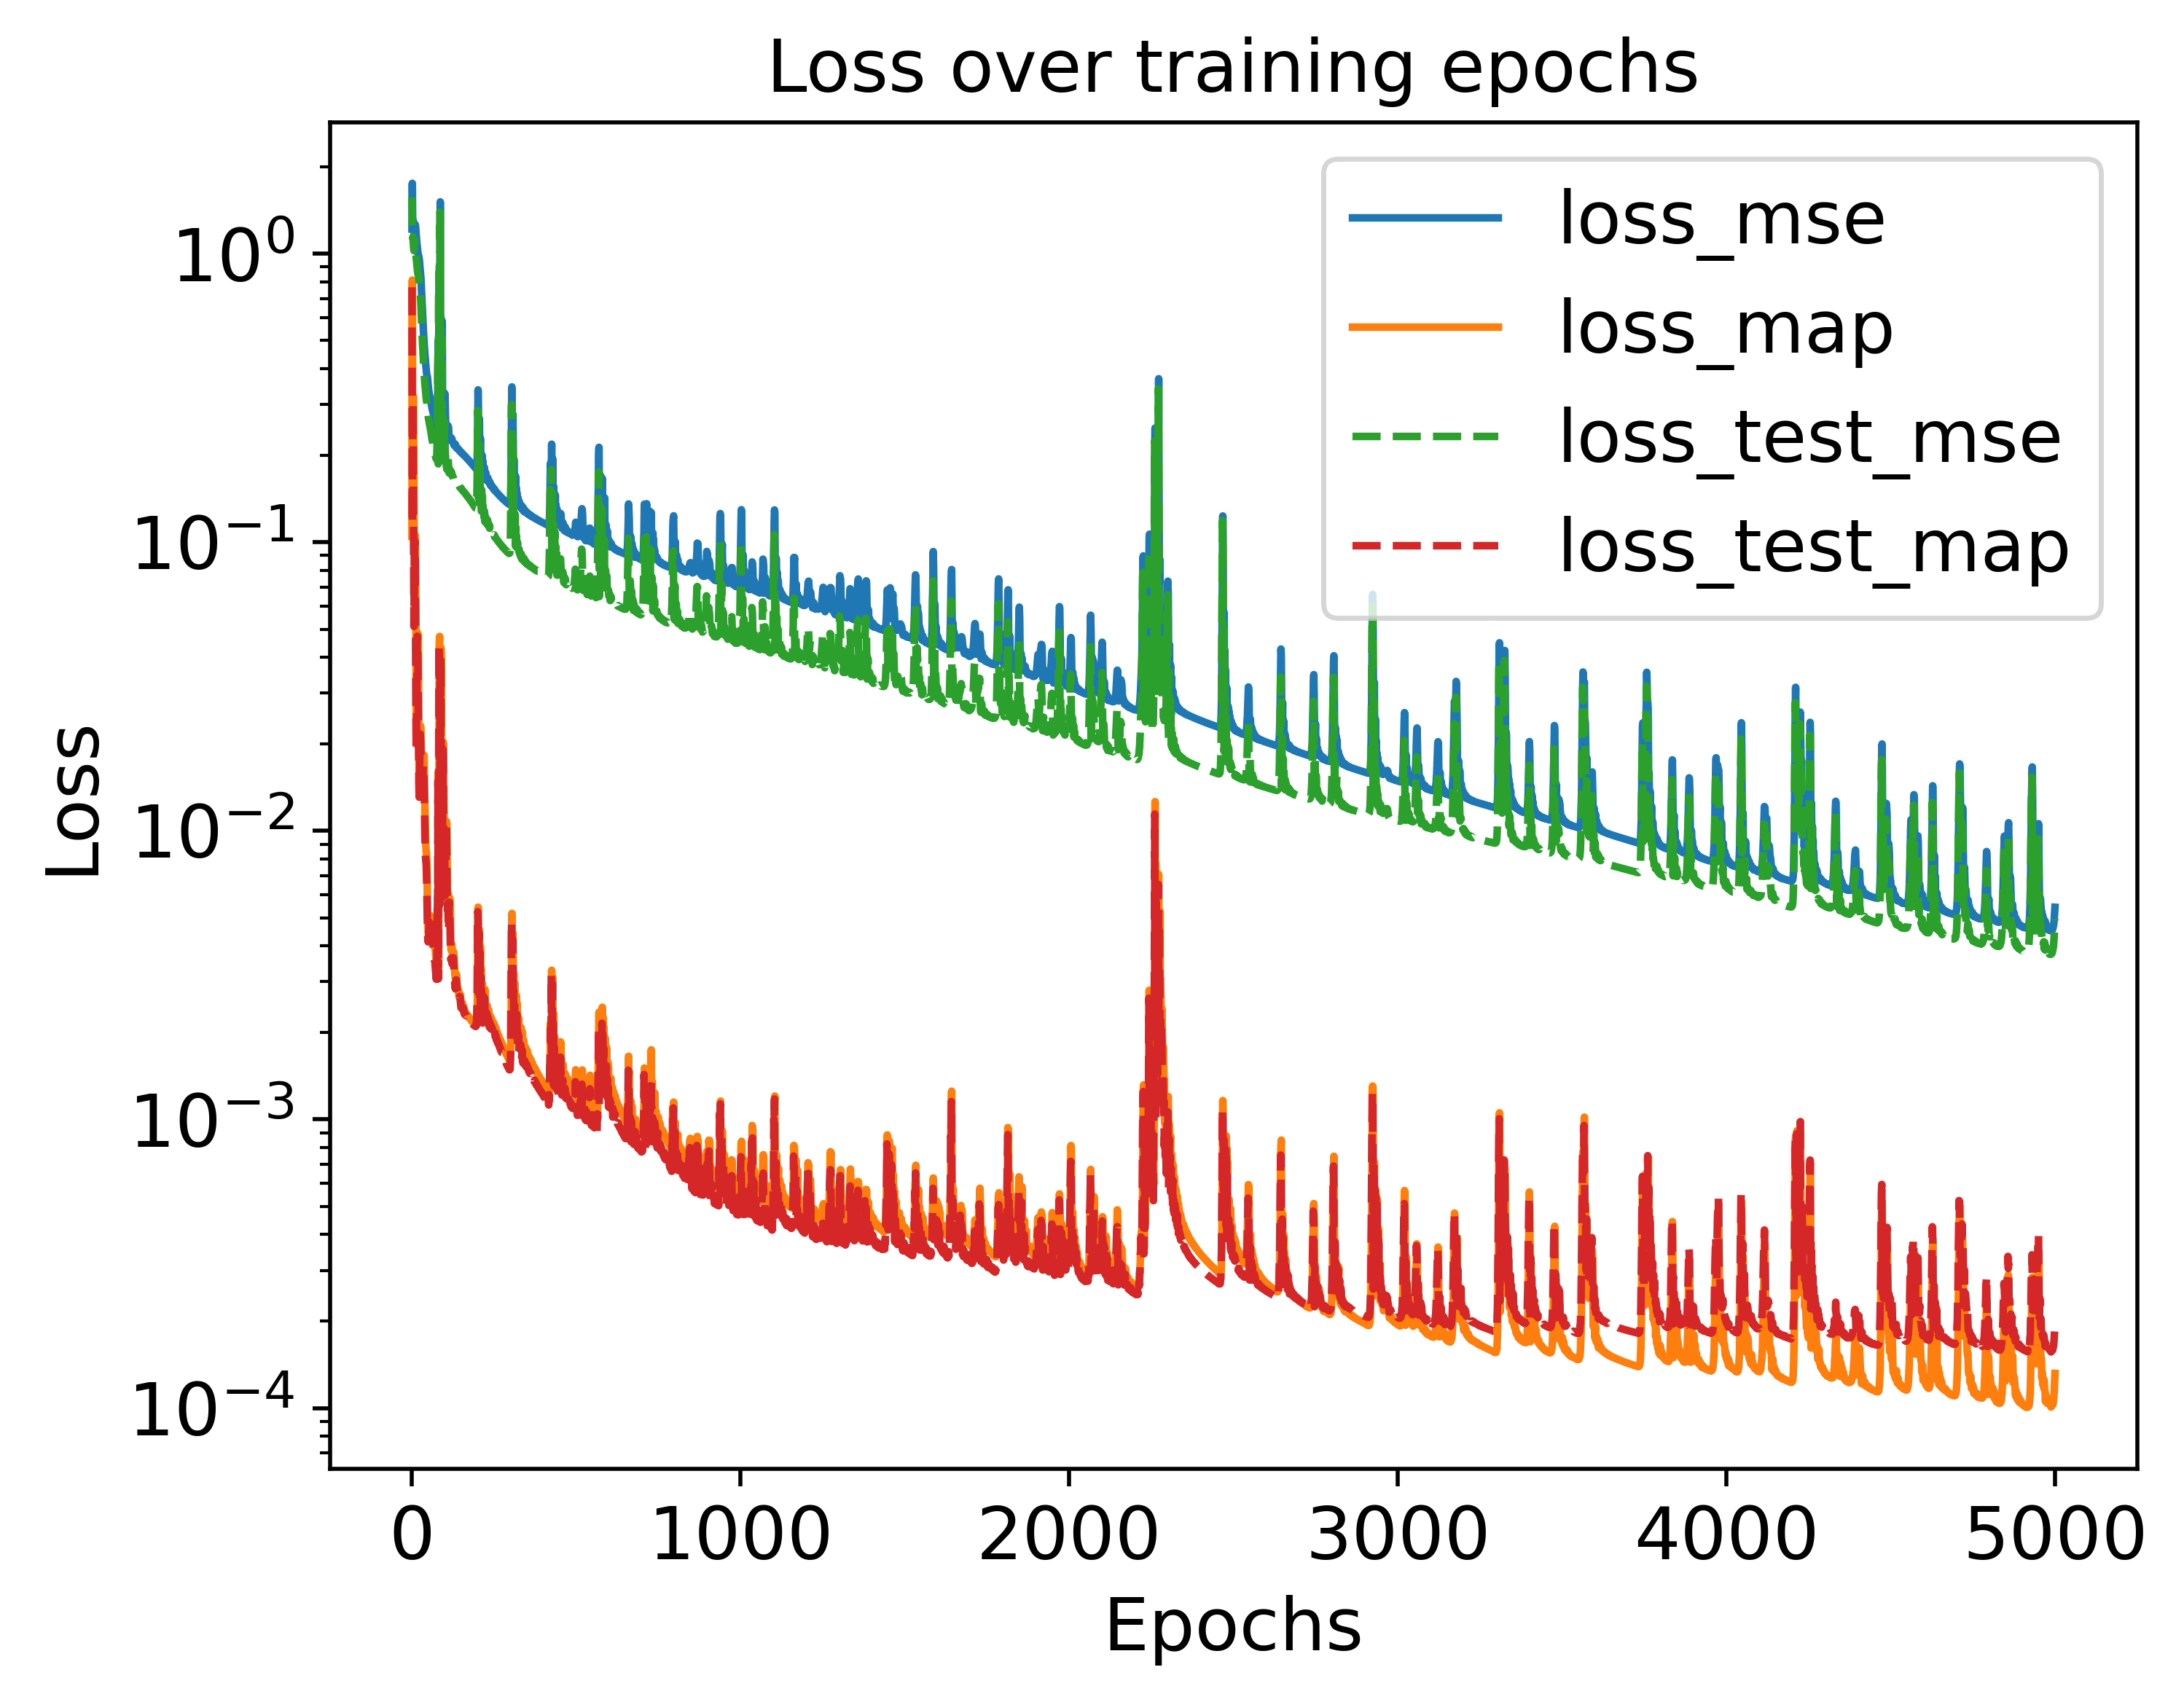 Loss over training epochs
loss_mse
loss_map
loss_test_mse
loss_test_map
Loss
10⁰
10⁻¹
10⁻²
10⁻³
10⁻⁴
0 1000 2000 3000 4000 5000
Epochs